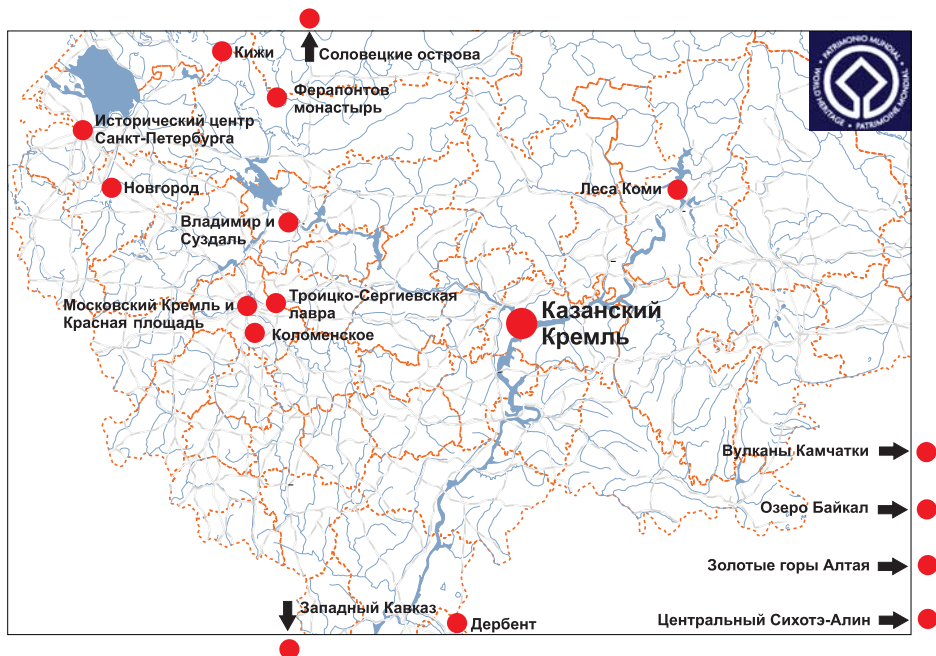 Кижи
Соловецкие острова
Ферапонтов
монастырь
Исторический центр
Санкт-Петербурга
Новгород
Леса Коми
Владимир и
Суздаль
Московский Кремль и
Красная площадь
Троицко-Сергиевская
лавра
Коломенское
Казанский
Кремль
Вулканы Камчатки
Озеро Байкал
Золотые горы Алтая
Центральный Сихотэ-Алин
Западный Кавказ
Дербент
WORLD HERITAGE • PATRIMONIO MUNDIAL • PATRIMOINE MONDIAL •